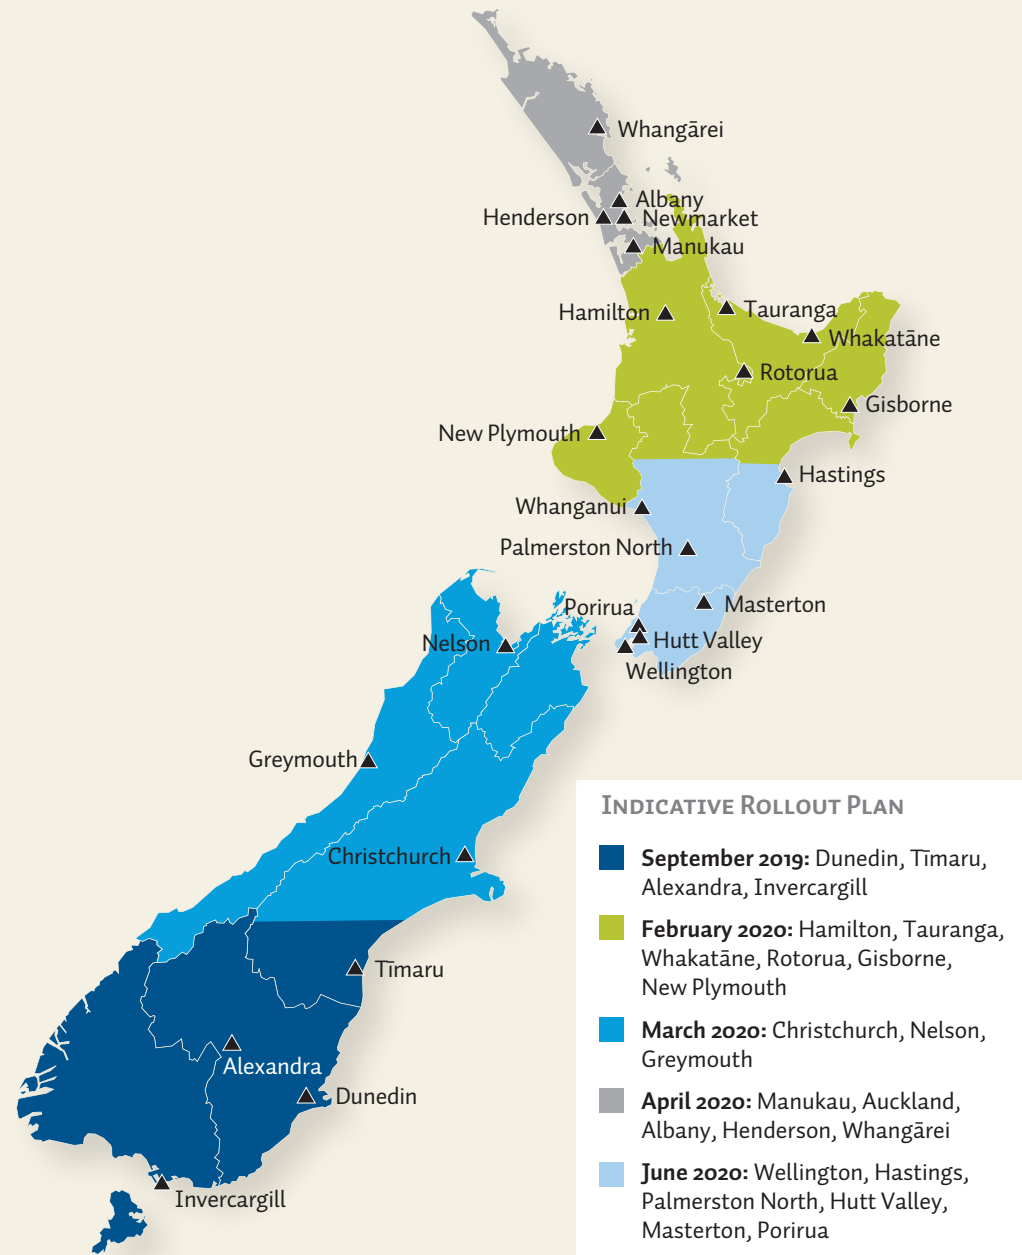 Whangārei
Albany
Henderson
Newmarket
Manukau
Hamilton
Tauranga
Whakatāne
Rotorua
Gisborne
New Plymouth
Hastings
Whanganui
Palmerston North
Porirua
Masterton
Nelson
Hutt Valley
Wellington
Greymouth
Christchurch
Tīmaru
Alexandra
Dunedin
Invercargill
Indicative Rollout Plan
September 2019: Dunedin, Tīmaru,
Alexandra, Invercargill
February 2020: Hamilton, Tauranga,
Whakatāne, Rotorua, Gisborne,
New Plymouth
March 2020: Christchurch, Nelson,
Greymouth
April 2020: Manukau, Auckland,
Albany, Henderson, Whangārei
June 2020: Wellington, Hastings,
Palmerston North, Hutt Valley,
Masterton, Porirua